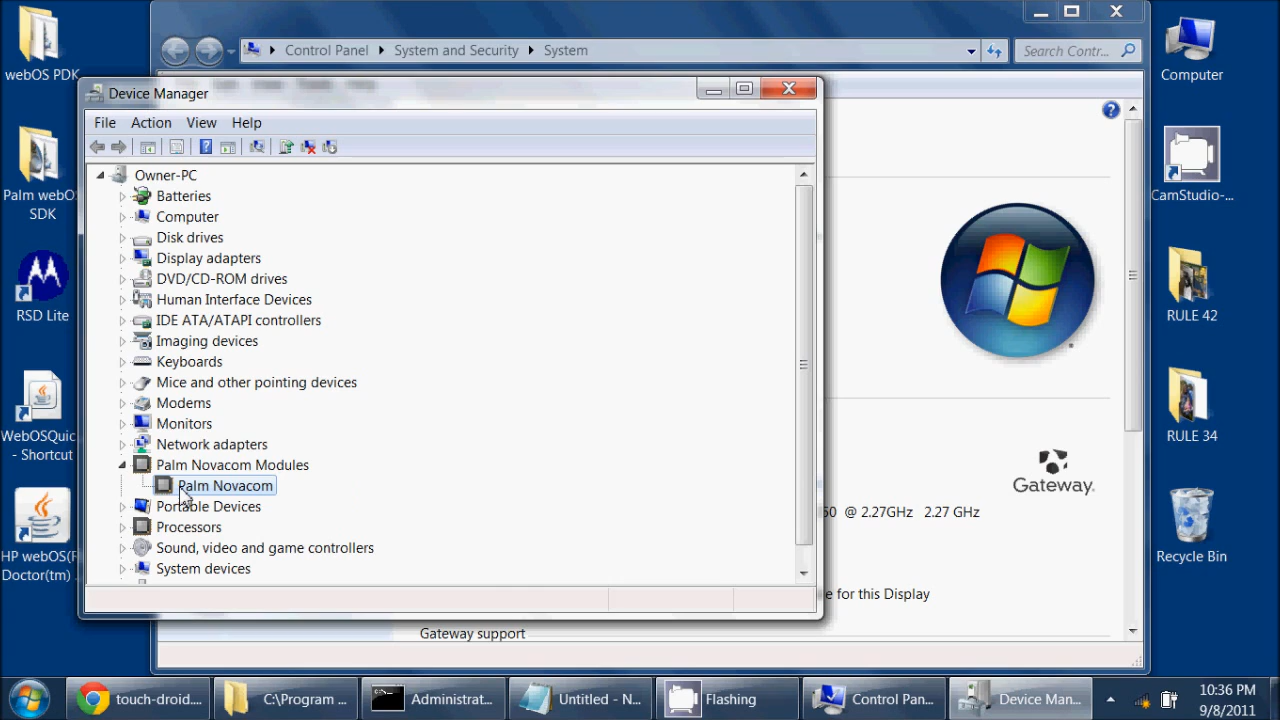 webOS PDK
Palm webO
SDK
RSD Lite
WebOSQuic
- Shortcut
HP webOS(F
Doctor(tm)
Control Panel
System and Security
System
Search Contr...
Device Manager
File Action View Help
Owner-PC
Batteries
Computer
Disk drives
Display adapters
DVD/CD-ROM drives
Human Interface Devices
IDE ATA/ATAPI controllers
Imaging devices
Keyboards
Mice and other pointing devices
Modems
Monitors
Network adapters
Palm Novacom Modules
Palm Novacom
Portable Devices
Processors
Sound, video and game controllers
System devices
Gateway.
60 @ 2.27GHz 2.27 GHz
e for this Display
Gateway support
Computer
CamStudio-...
RULE 42
RULE 34
Recycle Bin
touch-droid...
C:\Program ...
Administrat...
Untitled - N...
Flashing
Control Pan...
Device Man...
10:36 PM
9/8/2011